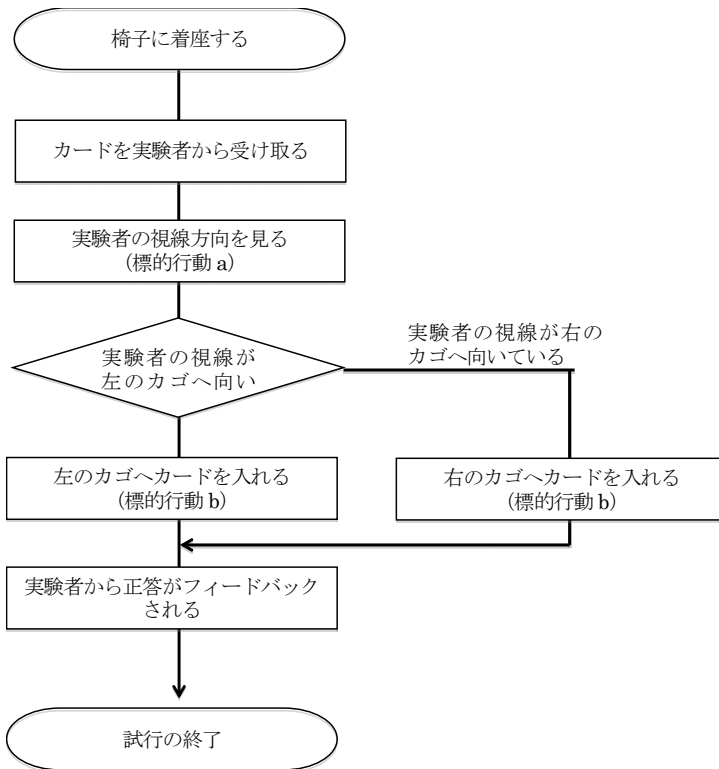 椅子に着座する
カードを実験者から受け取る
実験者の視線方向を見る
（標的行動 a）
実験者の視線が
左のカゴへ向い
実験者の視線が右の
カゴへ向いている
左のカゴへカードを入れる
（標的行動 b）
右のカゴへカードを入れる
（標的行動 b）
実験者から正答がフィードバック
される
試行の終了